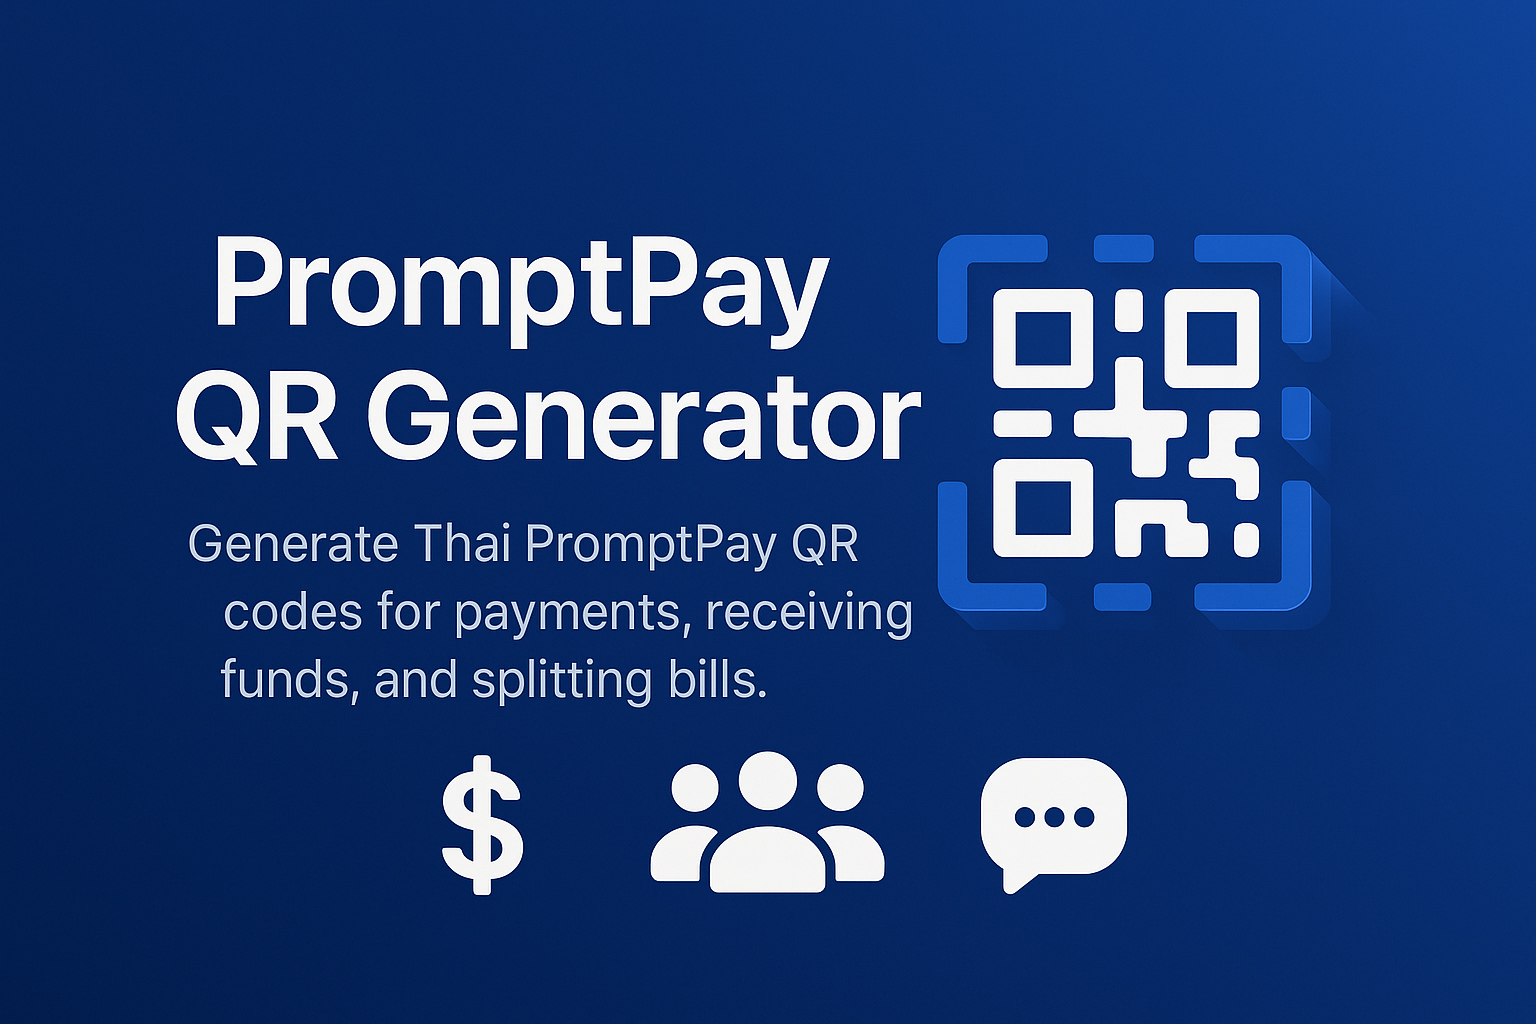 PromptPay
QR Generator
Generate Thai PromptPay QR
codes for payments, receiving
funds, and splitting bills.
$